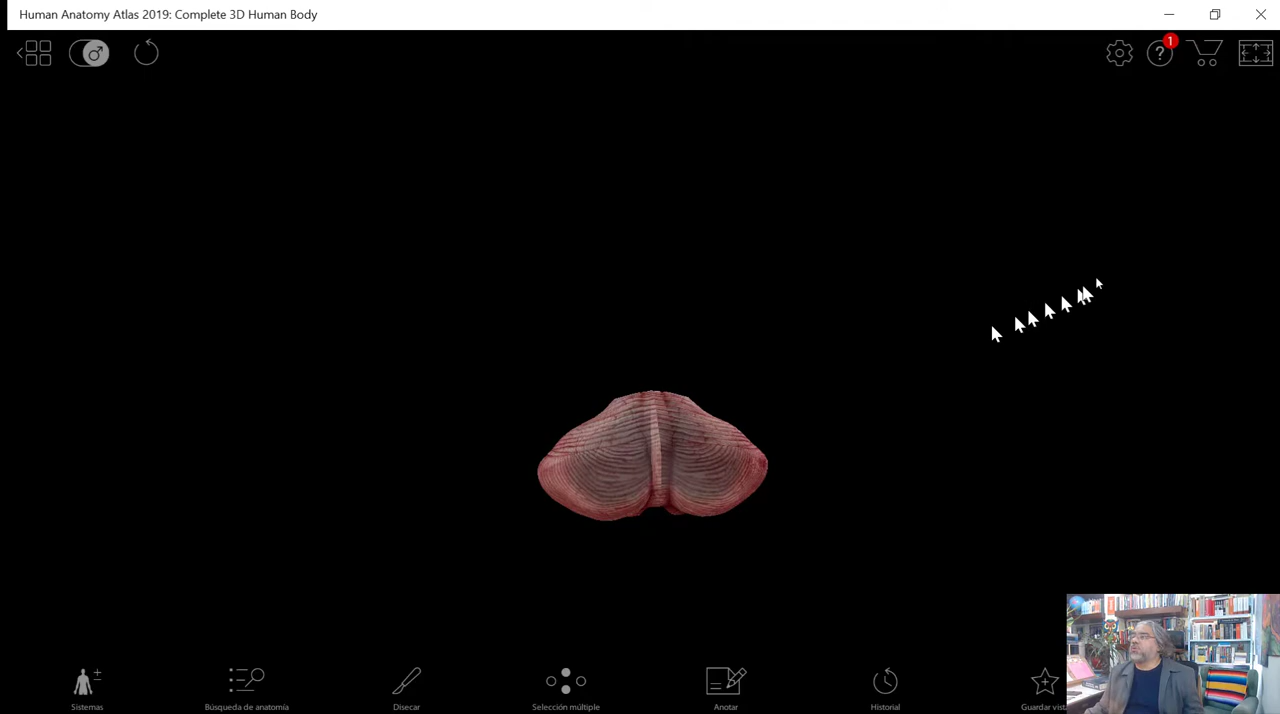 Human Anatomy Atlas 2019: Complete 3D Human Body
1
?
Sistemas
Búsqueda de anatomía
Disecar
Selección múltiple
Anotar
Historial
Guardar vist